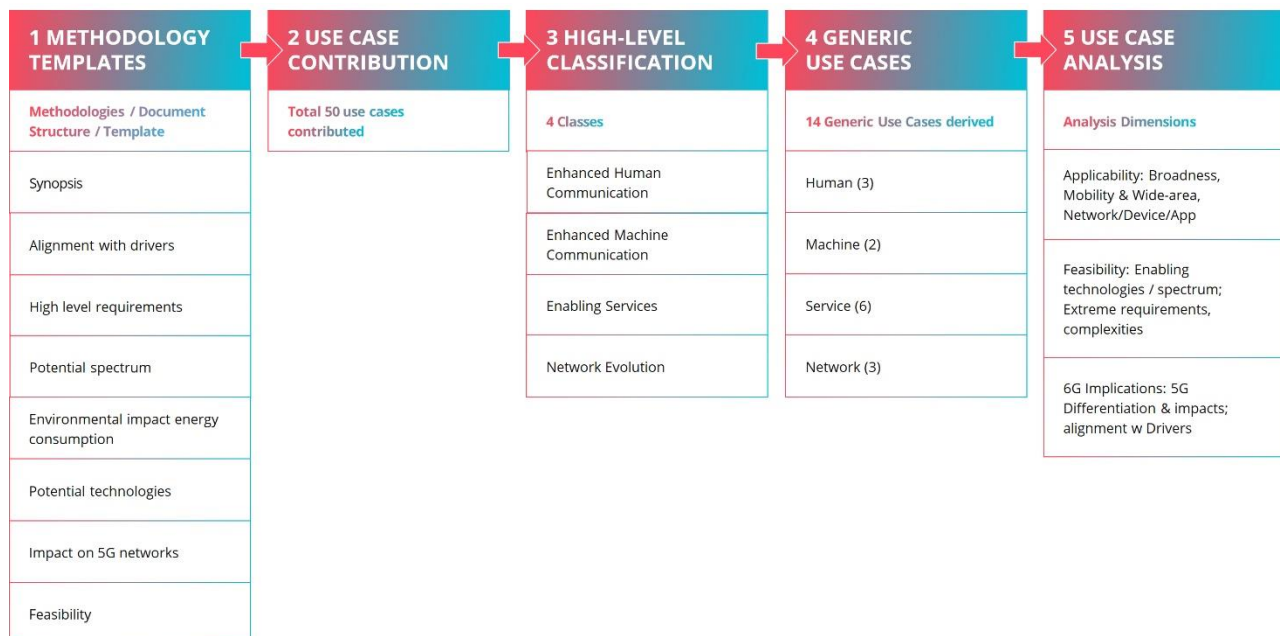 1 METHODOLOGY
TEMPLATES
Methodologies / Document
Structure / Template
Synopsis
Alignment with drivers
High level requirements
Potential spectrum
Environmental impact energy
consumption
Potential technologies
Impact on 5G networks
Feasibility
2 USE CASE
CONTRIBUTION
Total 50 use cases
contributed
3 HIGH-LEVEL
CLASSIFICATION
4 Classes
Enhanced Human
Communication
Enhanced Machine
Communication
Enabling Services
Network Evolution
4 GENERIC
USE CASES
14 Generic Use Cases derived
Human (3)
Machine (2)
Service (6)
Network (3)
5 USE CASE
ANALYSIS
Analysis Dimensions
Applicability: Broadness,
Mobility & Wide-area,
Network/Device/App
Feasibility: Enabling
technologies / spectrum;
Extreme requirements,
complexities
6G Implications: 5G
Differentiation & impacts;
alignment w Drivers